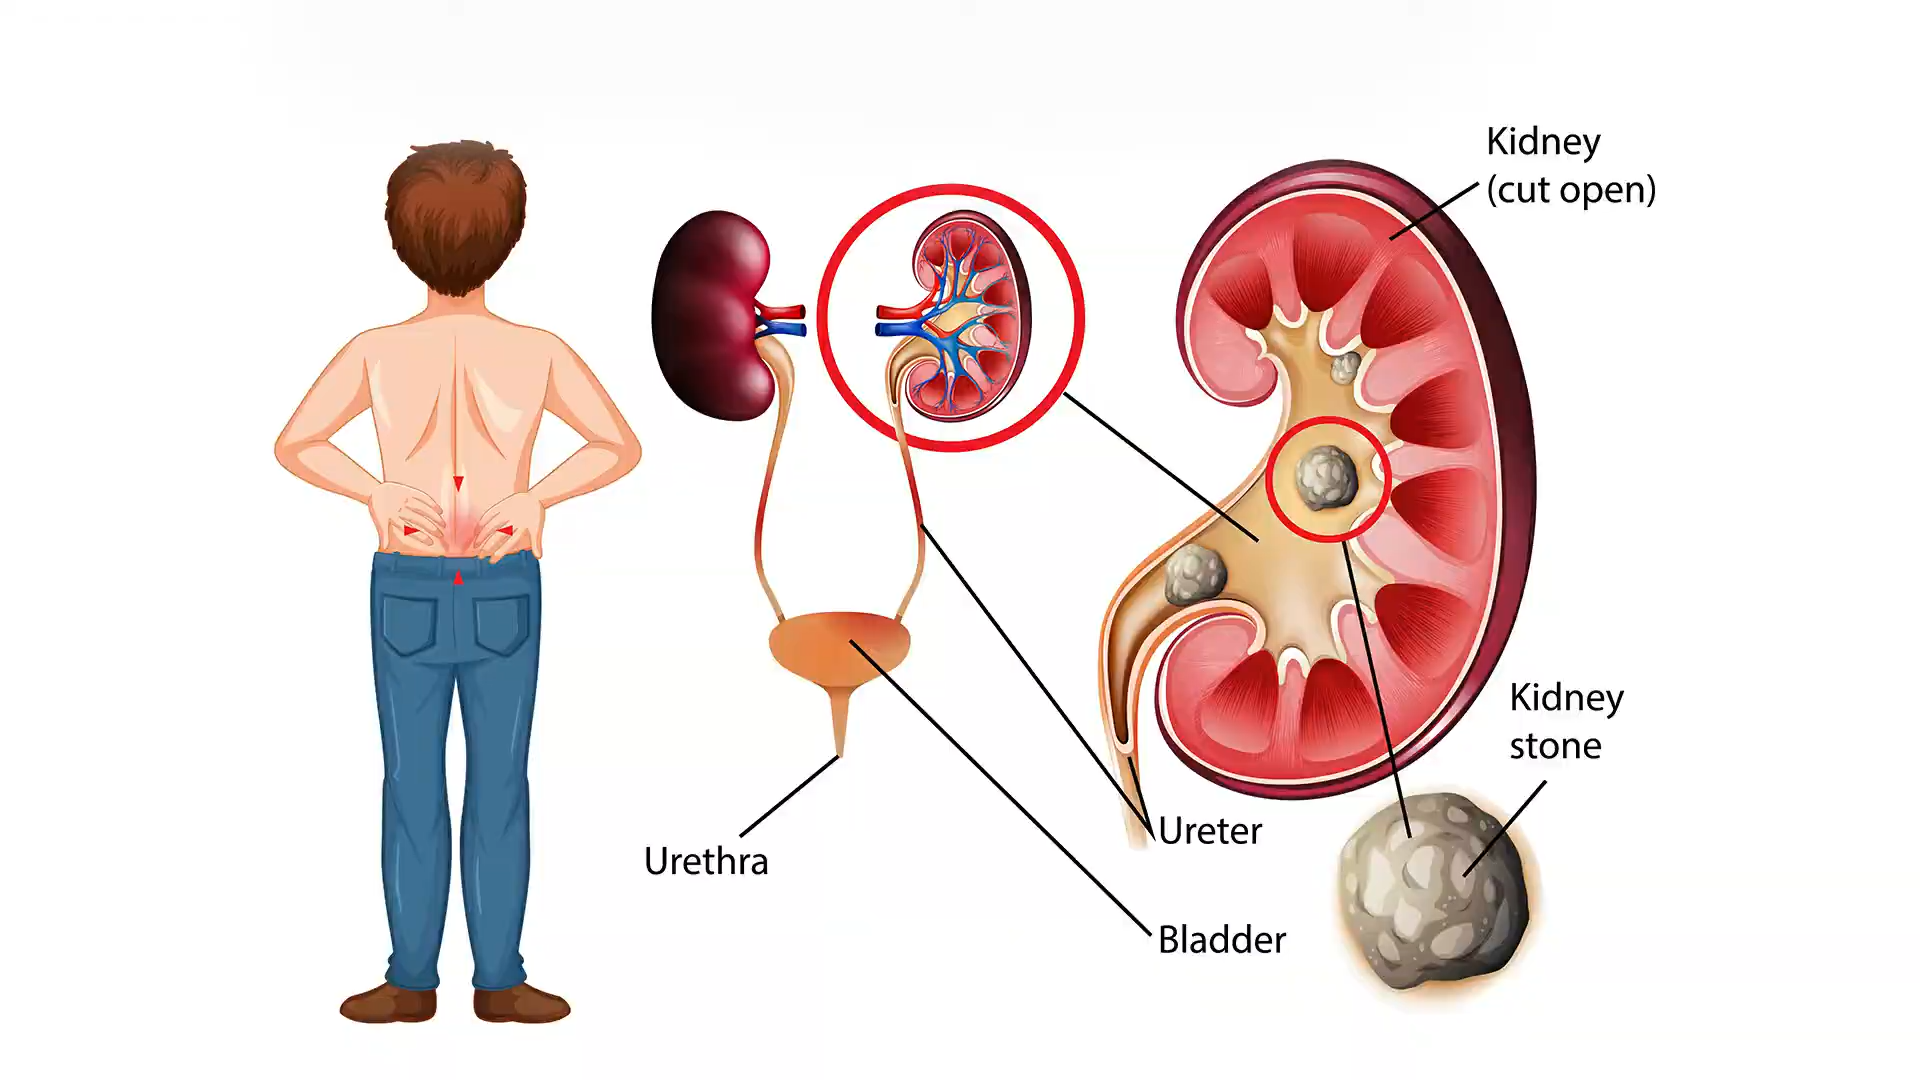 Kidney
(cut open)
Kidney
stone
Urethra
Ureter
Bladder